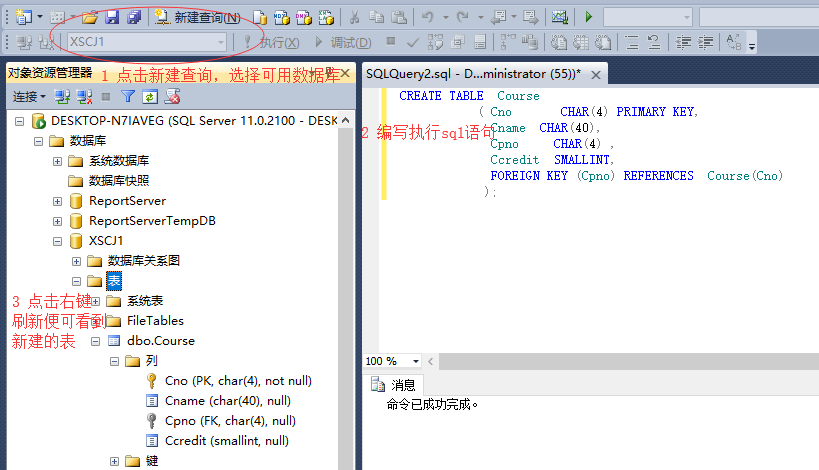 新建查询(N)
XSCJ1
执行(X)
调试(D)
对象资源管理器
1 点击新建查询，选择可用数据库
SQLQuery2.sql - D...ministrator (55))*
连接
DESKTOP-N7IAVEG (SQL Server 11.0.2100 - DESK
数据库
系统数据库
数据库快照
ReportServer
ReportServerTempDB
XSCJ1
数据库关系图
表
系统表
FileTables
dbo.Course
列
Cno (PK, char(4), not null)
Cname (char(40), null)
Cpno (FK, char(4), null)
Ccredit (smallint, null)
键
3 点击右键
刷新便可看到
新建的表
CREATE TABLE Course
( Cno CHAR(4) PRIMARY KEY,
2 编写执行sql语句
Cname CHAR(40),
Cpno CHAR(4) ,
Ccredit SMALLINT,
FOREIGN KEY (Cpno) REFERENCES Course(Cno)
);
100 %
消息
命令已成功完成。